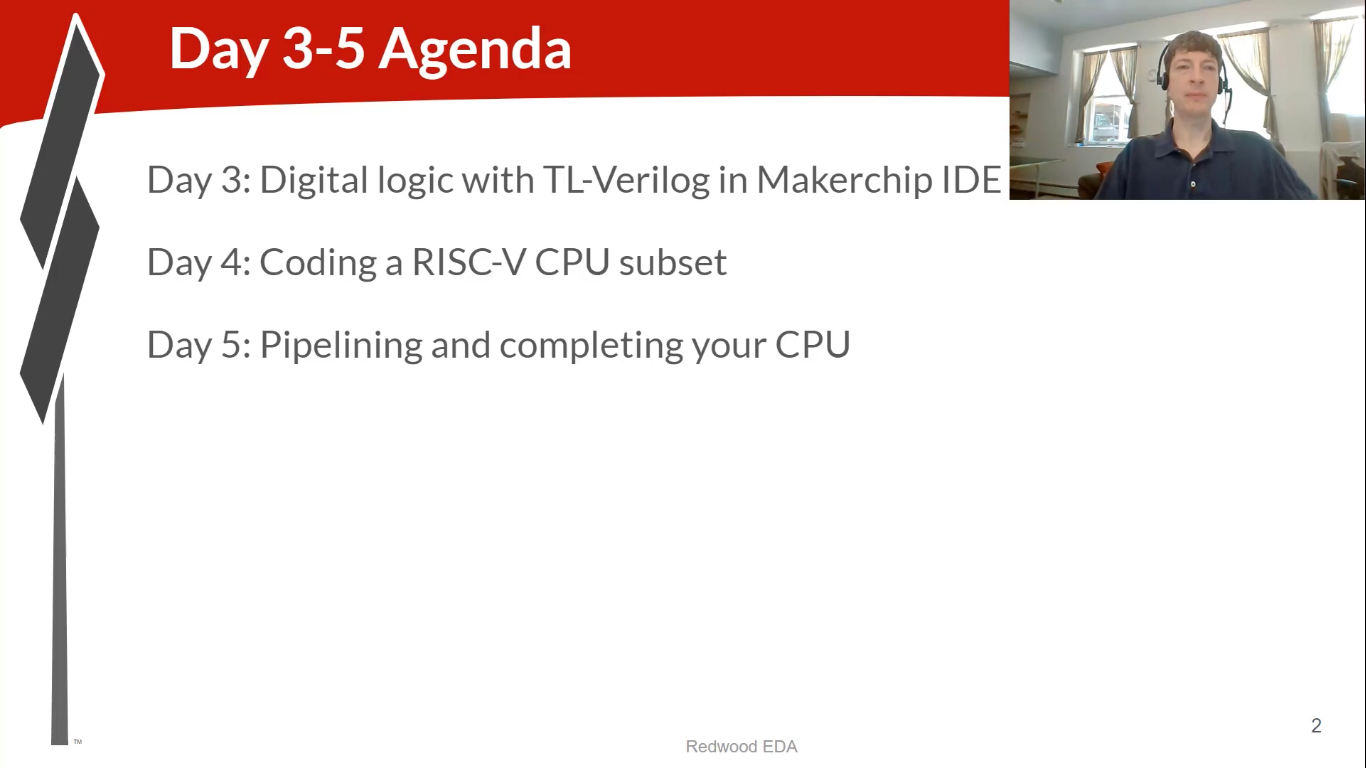 Day 3-5 Agenda
Day 3: Digital logic with TL-Verilog in Makerchip IDE
Day 4: Coding a RISC-V CPU subset
Day 5: Pipelining and completing your CPU
2
TM
Redwood EDA